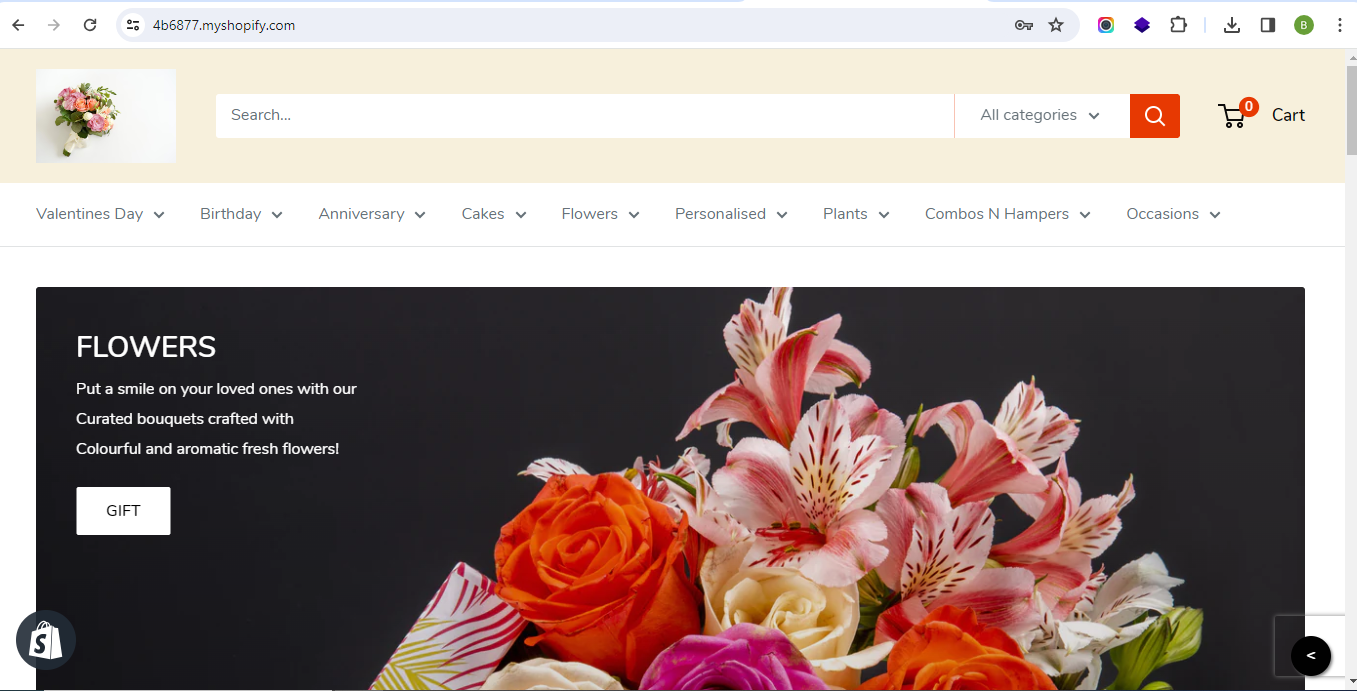 4b6877.myshopify.com
B
Search...
All categories
0
Cart
Valentines Day
Birthday
Anniversary
Cakes
Flowers
Personalised
Plants
Combos N Hampers
Occasions
FLOWERS
Put a smile on your loved ones with our
Curated bouquets crafted with
Colourful and aromatic fresh flowers!
GIFT
S
<